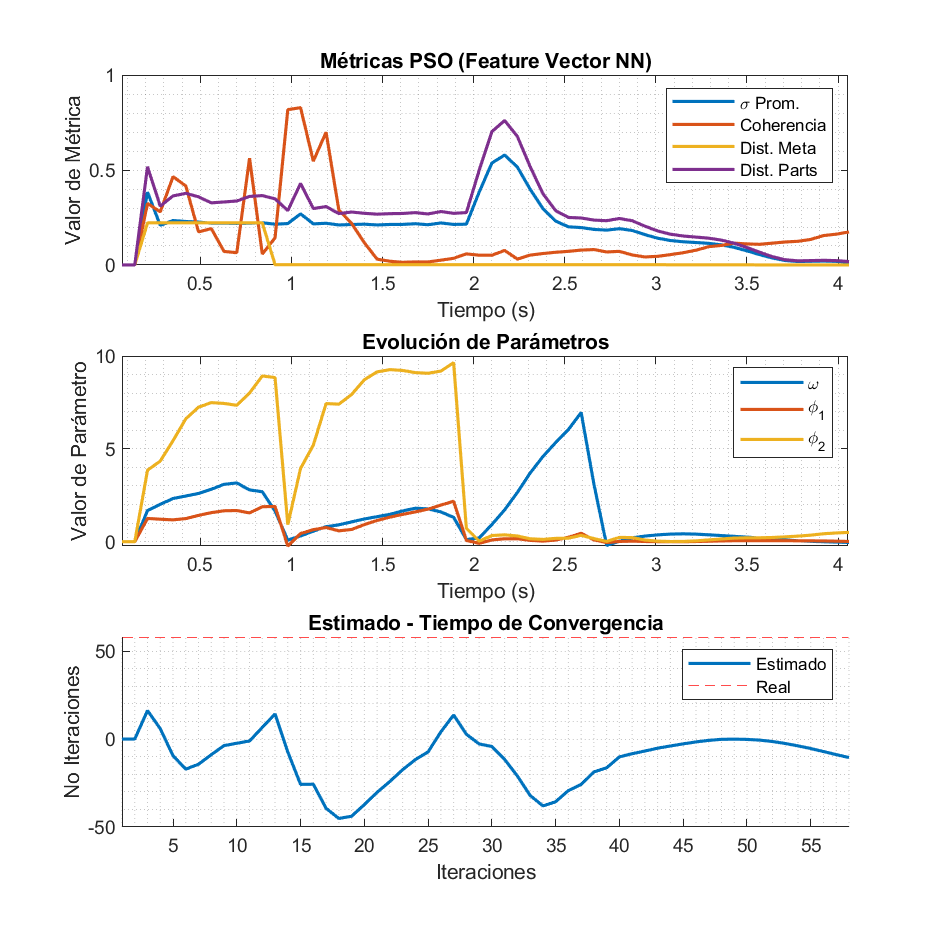 Métricas PSO (Feature Vector NN)
Valor de Métrica
1
0.5
0
σ Prom.
Coherencia
Dist. Meta
Dist. Parts
0.5 1 1.5 2 2.5 3 3.5 4
Tiempo (s)
Evolución de Parámetros
Valor de Parámetro
10
5
0
ω
ϕ1
ϕ2
0.5 1 1.5 2 2.5 3 3.5 4
Tiempo (s)
Estimado - Tiempo de Convergencia
No Iteraciones
50
0
-50
Estimado
Real
5 10 15 20 25 30 35 40 45 50 55
Iteraciones